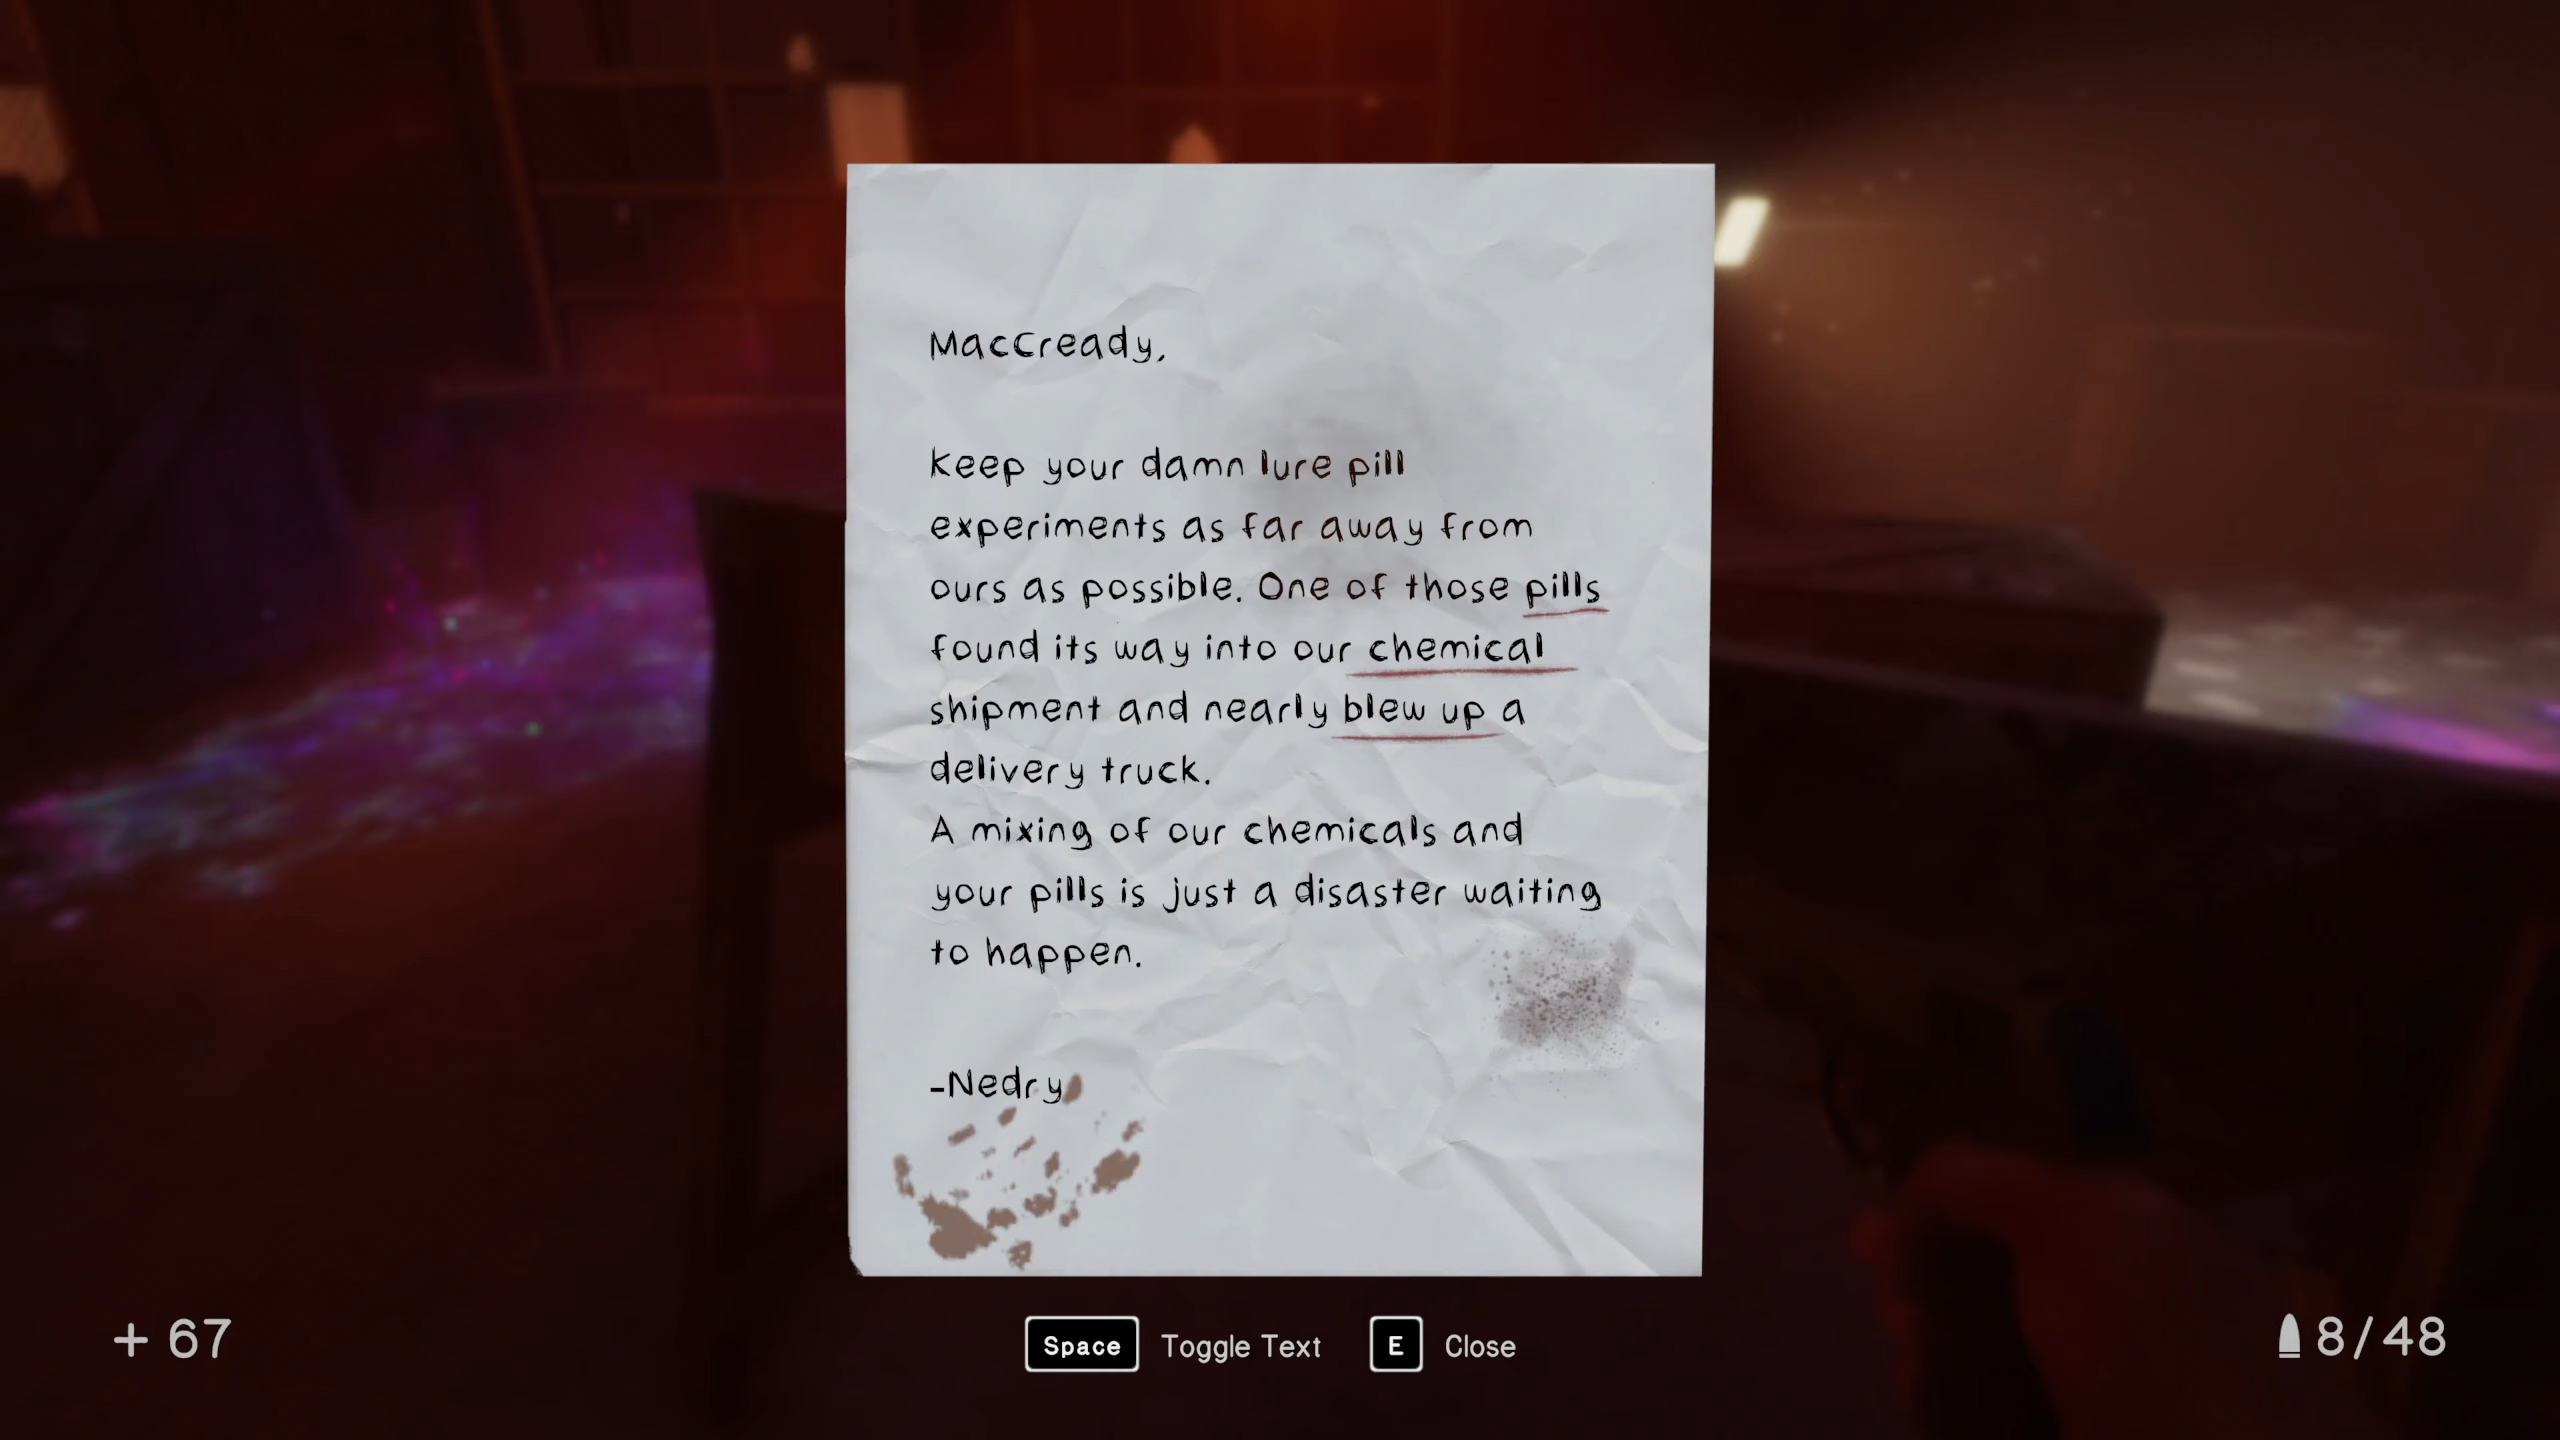 MacCready,
Keep your damn lure pill
experiments as far away from
ours as possible. One of those pills
found its way into our chemical
shipment and nearly blew up a
delivery truck.
A mixing of our chemicals and
your pills is just a disaster waiting
to happen.
-Nedry
+ 67
Space Toggle Text E Close
8/48